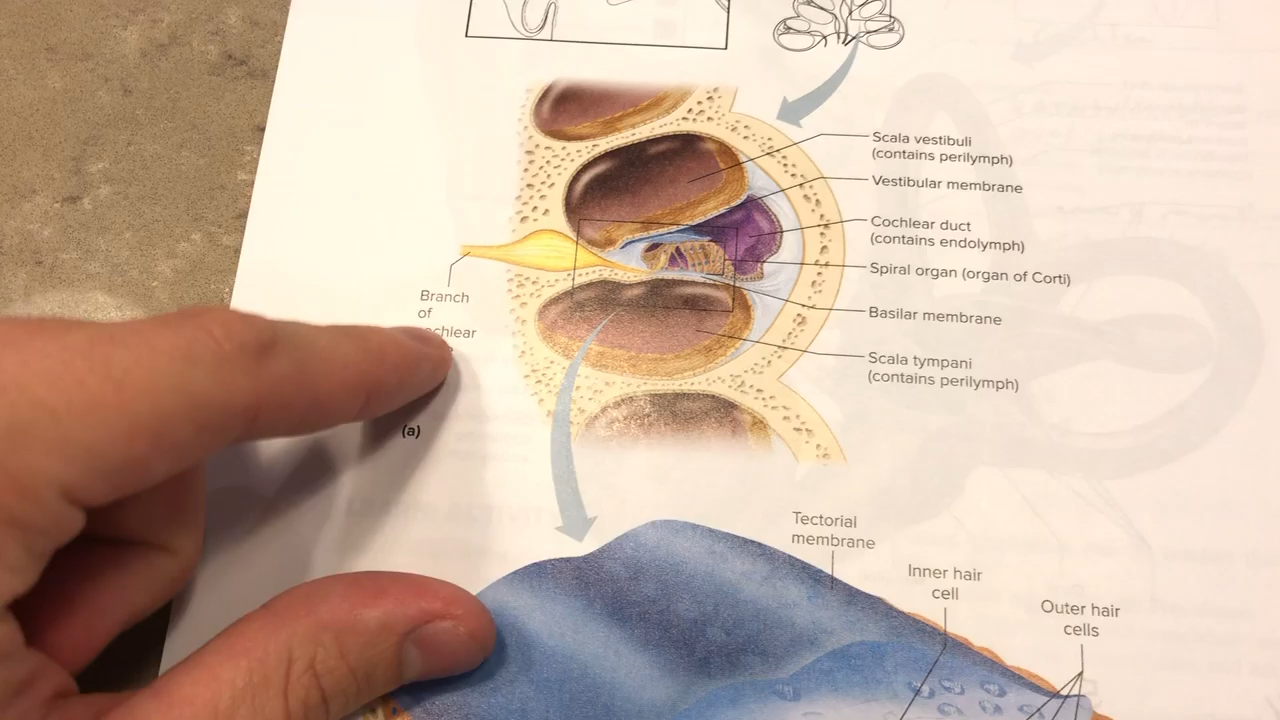 Scala vestibuli
(contains perilymph)
Vestibular membrane
Cochlear duct
(contains endolymph)
Spiral organ (organ of Corti)
Basilar membrane
Scala tympani
(contains perilymph)
Branch
of
ochlear
(a)
Tectorial
membrane
Inner hair
cell
Outer hair
cells